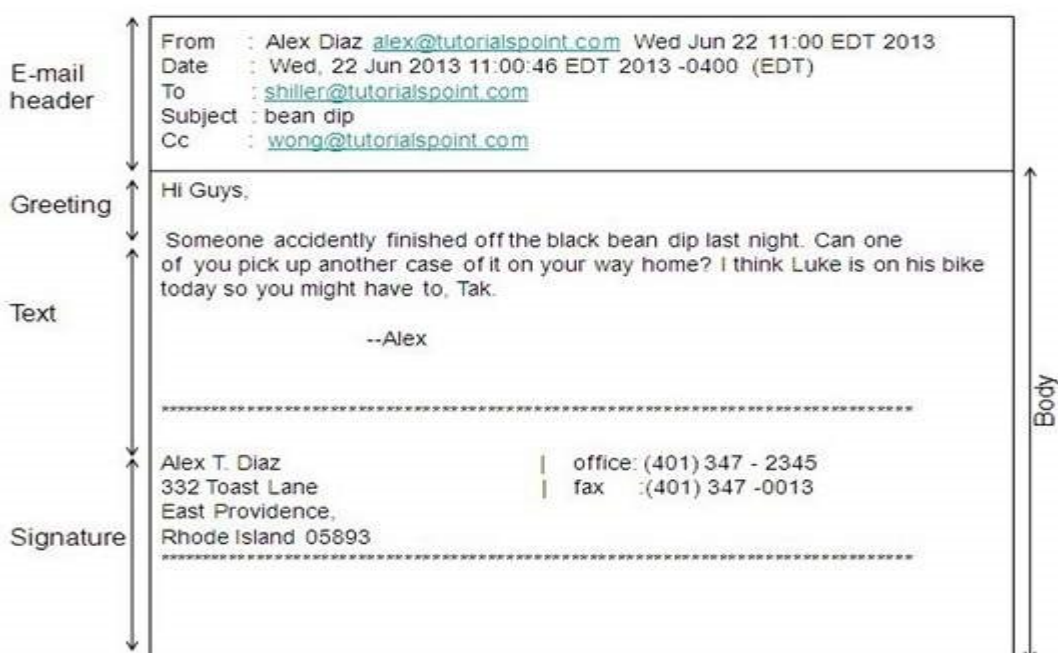 E-mail
header
From : Alex Diaz alex@tutorialspoint.com Wed Jun 22 11:00 EDT 2013
Date : Wed, 22 Jun 2013 11:00:46 EDT 2013 -0400 (EDT)
To : shiller@tutorialspoint.com
Subject : bean dip
Cc : wong@tutorialspoint.com
Greeting
Hi Guys,
Text
Someone accidently finished off the black bean dip last night. Can one
of you pick up another case of it on your way home? I think Luke is on his bike
today so you might have to, Tak.
--Alex
Signature
Alex T. Diaz | office: (401) 347 - 2345
332 Toast Lane | fax :(401) 347 -0013
East Providence,
Rhode Island 05893
Body